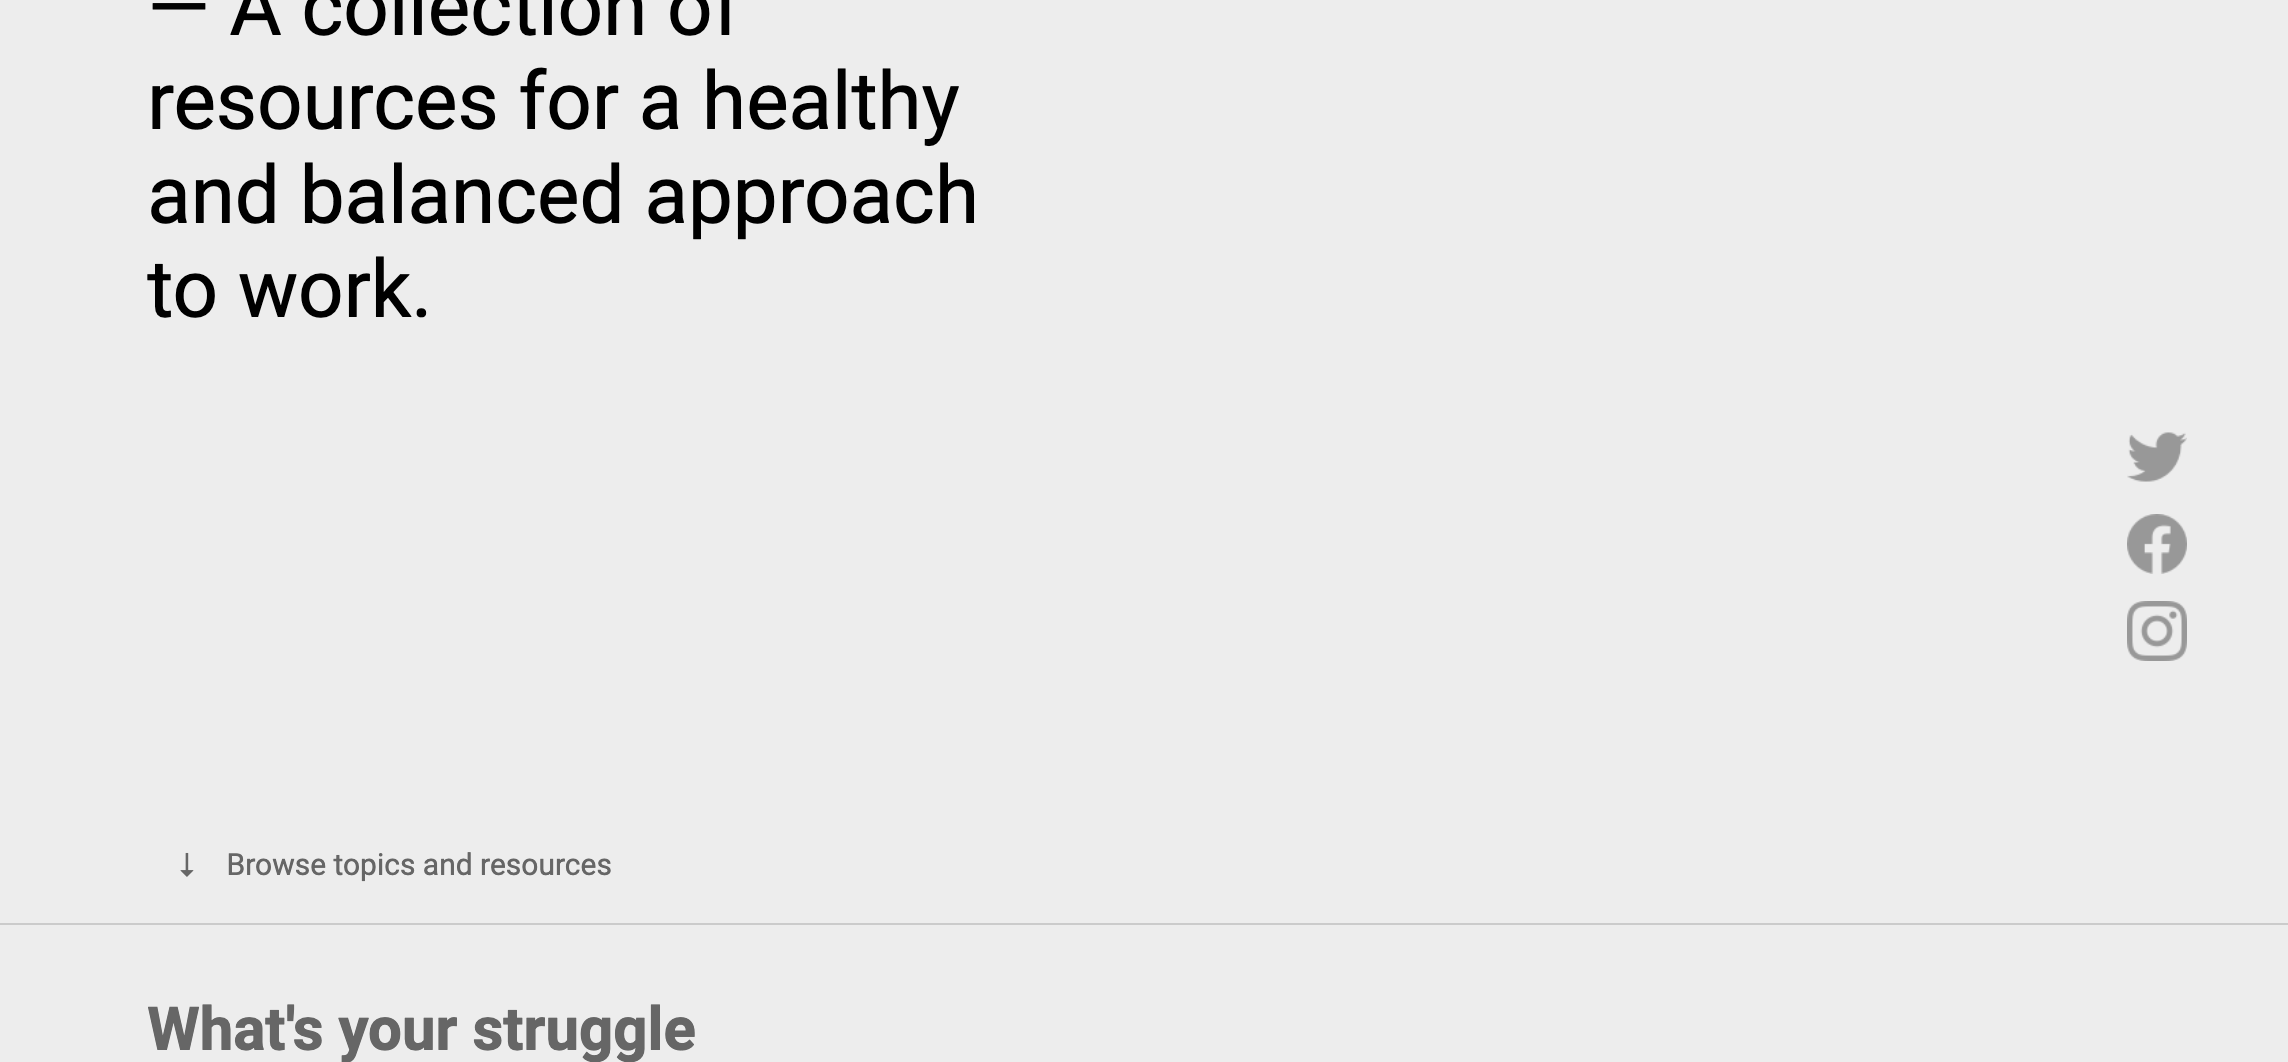 — A collection of
resources for a healthy
and balanced approach
to work.
↓ Browse topics and resources
What's your struggle